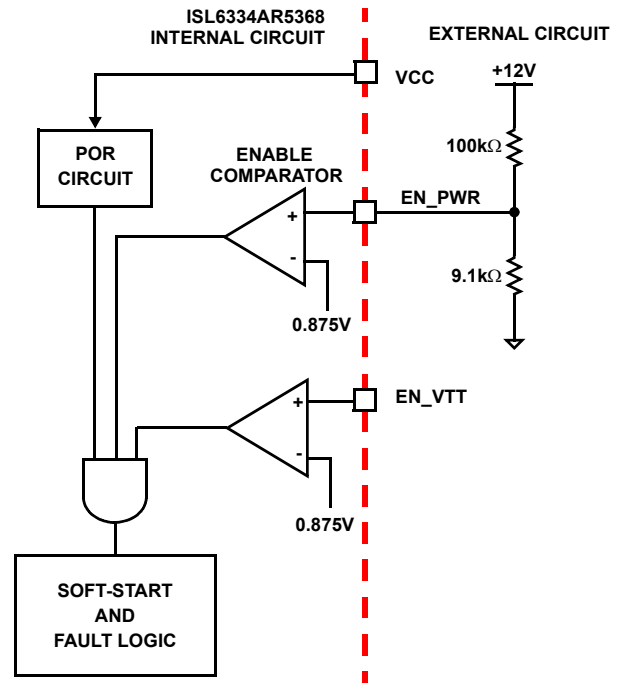 ISL6334AR5368
INTERNAL CIRCUIT
EXTERNAL CIRCUIT
VCC
+12V
100kΩ
POR
CIRCUIT
ENABLE
COMPARATOR
EN_PWR
+
-
9.1kΩ
0.875V
EN_VTT
+
-
0.875V
SOFT-START
AND
FAULT LOGIC